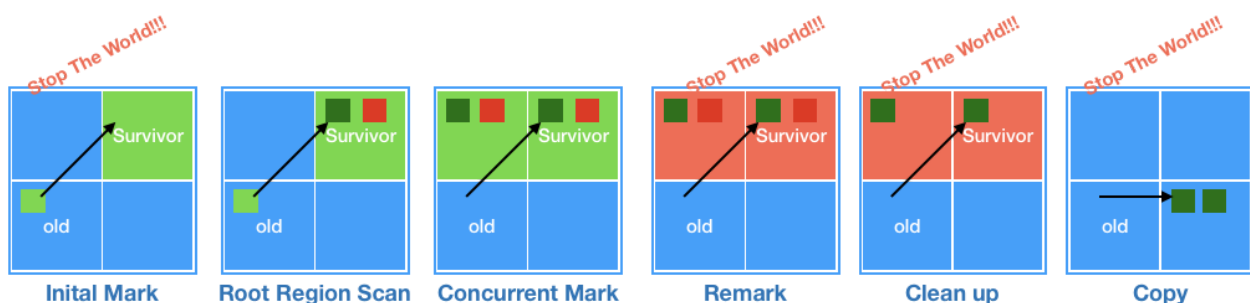 Stop The World!!!
Stop The World!!!
Stop The World!!!
Stop The World!!!
Survivor
Survivor
Survivor
Survivor
Survivor
old
old
old
old
old
old
Inital Mark
Root Region Scan
Concurrent Mark
Remark
Clean up
Copy